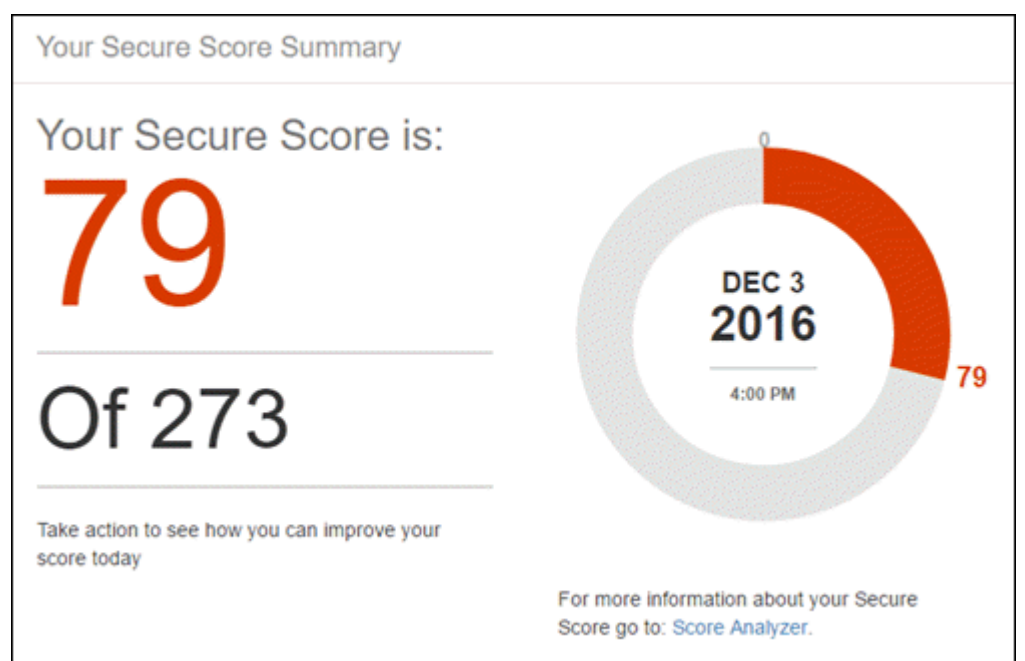 Your Secure Score Summary
Your Secure Score is:
79
Of 273
Take action to see how you can improve your
score today
0
DEC 3
2016
4:00 PM
79
For more information about your Secure
Score go to: Score Analyzer.